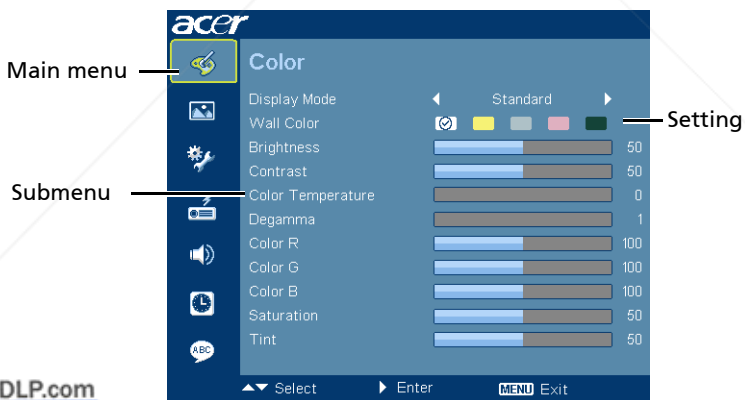 acer
Main menu
Color
Display Mode Standard
Wall Color
Setting
Brightness 50
Contrast 50
Submenu
Color Temperature 0
Degamma 1
Color R 100
Color G 100
Color B 100
Saturation 50
Tint 50
ABC
Select Enter MENU Exit
DLP.com